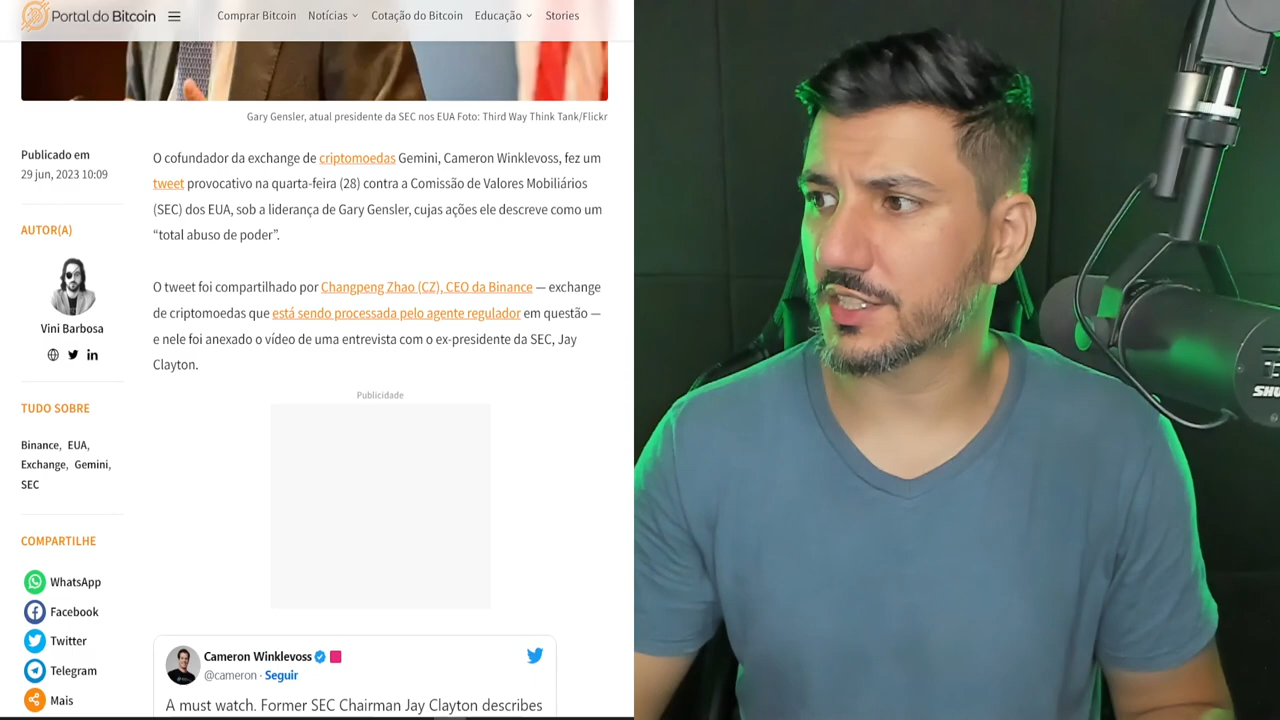 Portal do Bitcoin
Comprar Bitcoin
Notícias
Cotação do Bitcoin
Educação
Stories
Gary Gensler, atual presidente da SEC nos EUA Foto: Third Way Think Tank/Flickr
Publicado em
29 jun, 2023 10:09
AUTOR(A)
Vini Barbosa
TUDO SOBRE
Binance, EUA,
Exchange, Gemini,
SEC
COMPARTILHE
WhatsApp
Facebook
Twitter
Telegram
Mais
O cofundador da exchange de criptomoedas Gemini, Cameron Winklevoss, fez um
tweet provocativo na quarta-feira (28) contra a Comissão de Valores Mobiliários
(SEC) dos EUA, sob a liderança de Gary Gensler, cujas ações ele descreve como um
“total abuso de poder”.
O tweet foi compartilhado por Changpeng Zhao (CZ), CEO da Binance — exchange
de criptomoedas que está sendo processada pelo agente regulador em questão —
e nele foi anexado o vídeo de uma entrevista com o ex-presidente da SEC, Jay
Clayton.
Publicidade
Cameron Winklevoss
@cameron · Seguir
A must watch. Former SEC Chairman Jay Clayton describes
SHU